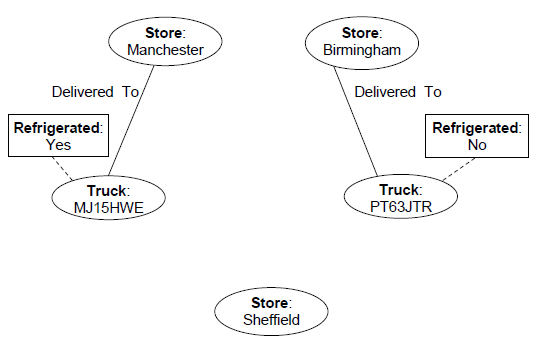 Store:
Manchester
Store:
Birmingham
Delivered To
Delivered To
Refrigerated:
Yes
Refrigerated:
No
Truck:
MJ15HWE
Truck:
PT63JTR
Store:
Sheffield